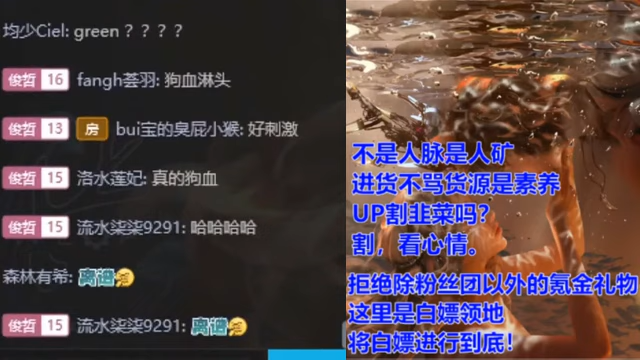 均少Ciel: green？？？？
俊哲 16 fangh荟羽: 狗血淋头
俊哲 13 房 bui宝的臭屁小猴: 好刺激
俊哲 15 洛水莲妃: 真的狗血
俊哲 15 流水柒柒9291: 哈哈哈哈
森林有希: 离谱
俊哲 15 流水柒柒9291: 离谱
不是人脉是人矿
进货不骂货源是素养
UP割韭菜吗？
割，看心情。
拒绝除粉丝团以外的氪金礼物
这里是白嫖领地
将白嫖进行到底！